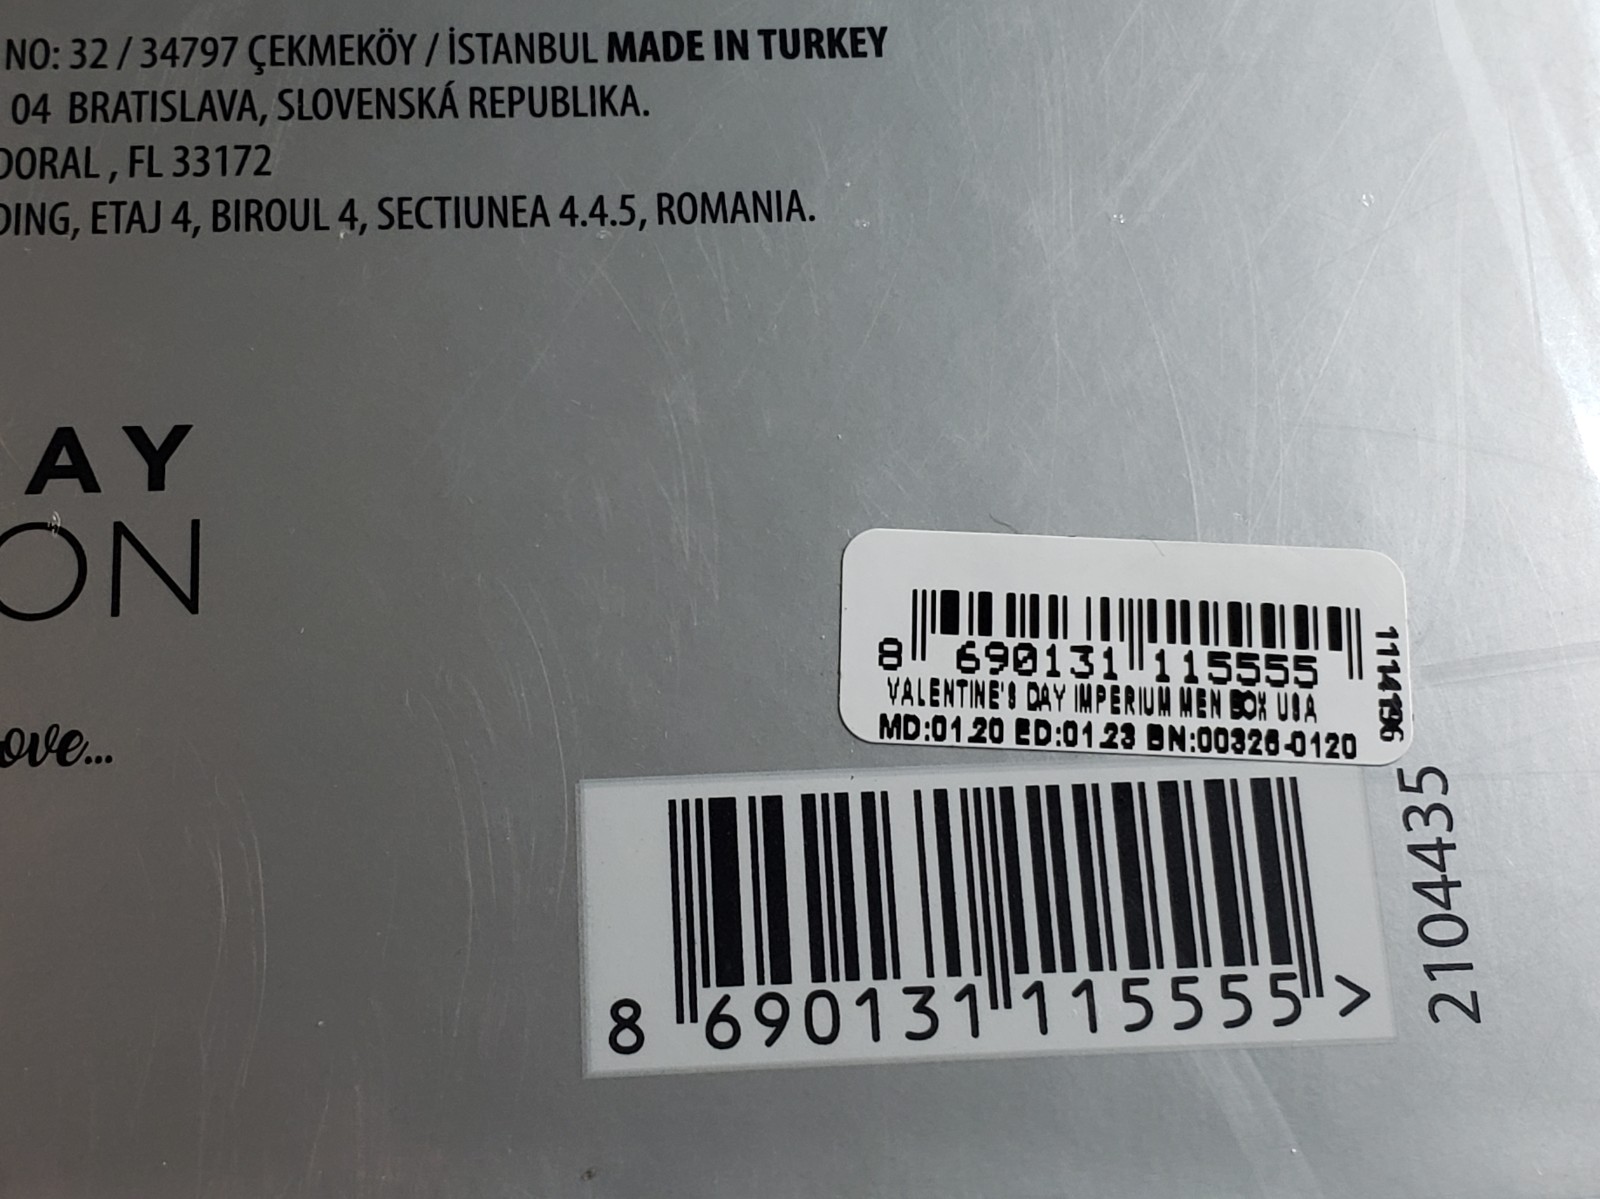 NO: 32 / 34797 ÇEKMEKÖY / İSTANBUL MADE IN TURKEY
04 BRATISLAVA, SLOVENSKÁ REPUBLIKA.
DORAL , FL 33172
DING, ETAJ 4, BIROUL 4, SECTIUNEA 4.4.5, ROMANIA.
AY
ON
ove...
8 690131 115555
VALENTINE'S DAY IMPERIUM MEN BOX USA
MD:01.20 ED:01.23 BN:00326-0120
8 690131 115555 >
2104435